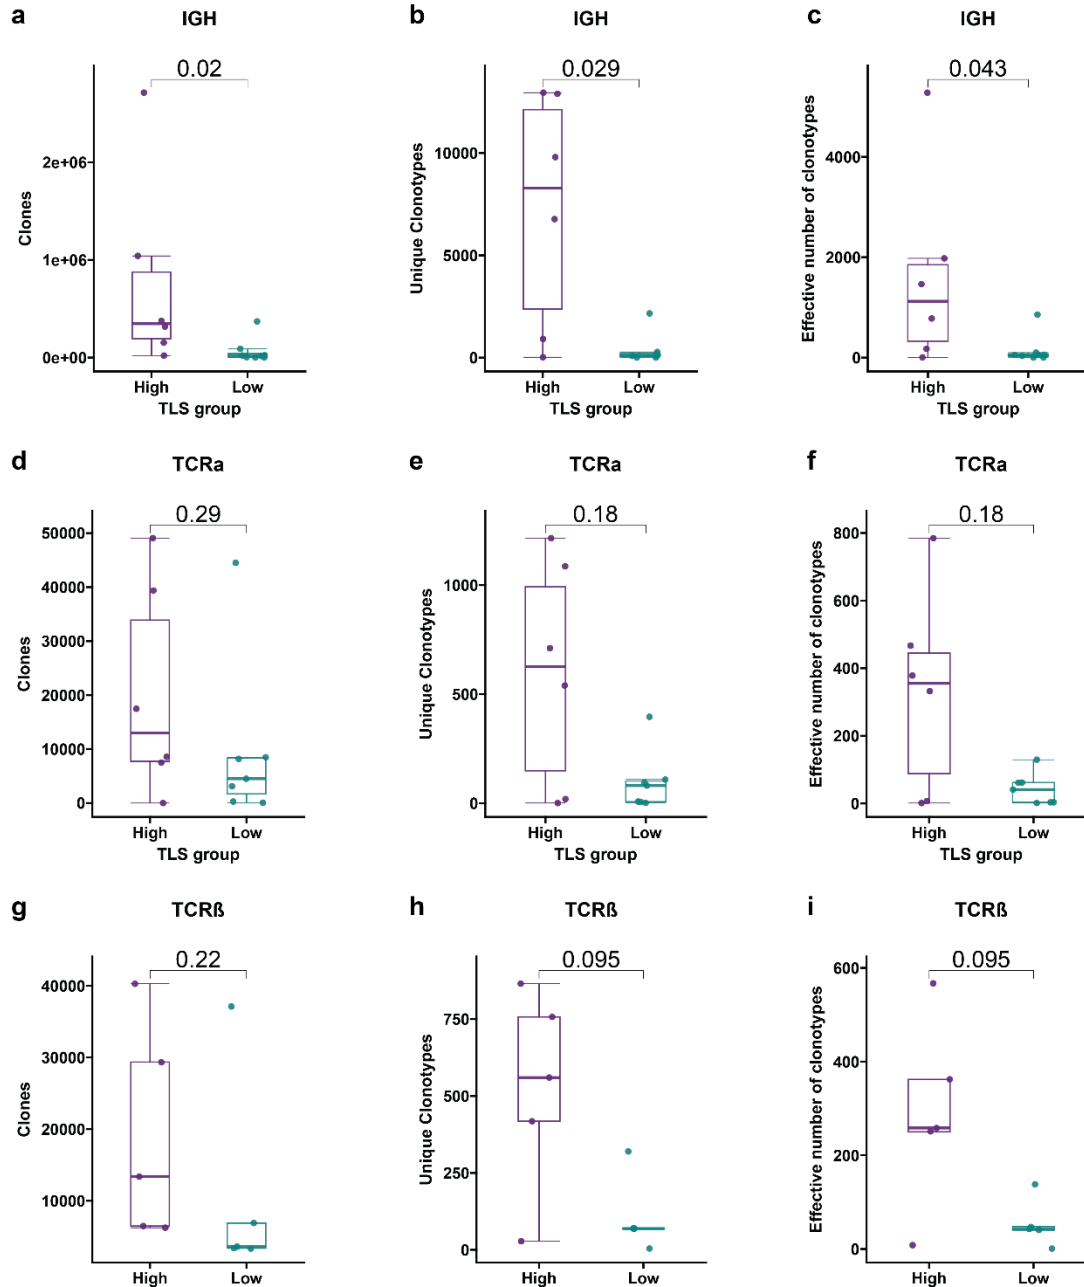 a IGH
0.02
Clones
2e+06
1e+06
0e+00
High Low
TLS group
b IGH
0.029
Unique Clonotypes
10000
5000
0
High Low
TLS group
c IGH
0.043
Effective number of clonotypes
4000
2000
0
High Low
TLS group
d TCRa
0.29
Clones
50000
40000
30000
20000
10000
0
High Low
TLS group
e TCRa
0.18
Unique Clonotypes
1000
500
0
High Low
TLS group
f TCRa
0.18
Effective number of clonotypes
800
600
400
200
0
High Low
TLS group
g TCRß
0.22
Clones
40000
30000
20000
10000
High Low
h TCRß
0.095
Unique Clonotypes
750
500
250
0
High Low
i TCRß
0.095
Effective number of clonotypes
600
400
200
0
High Low